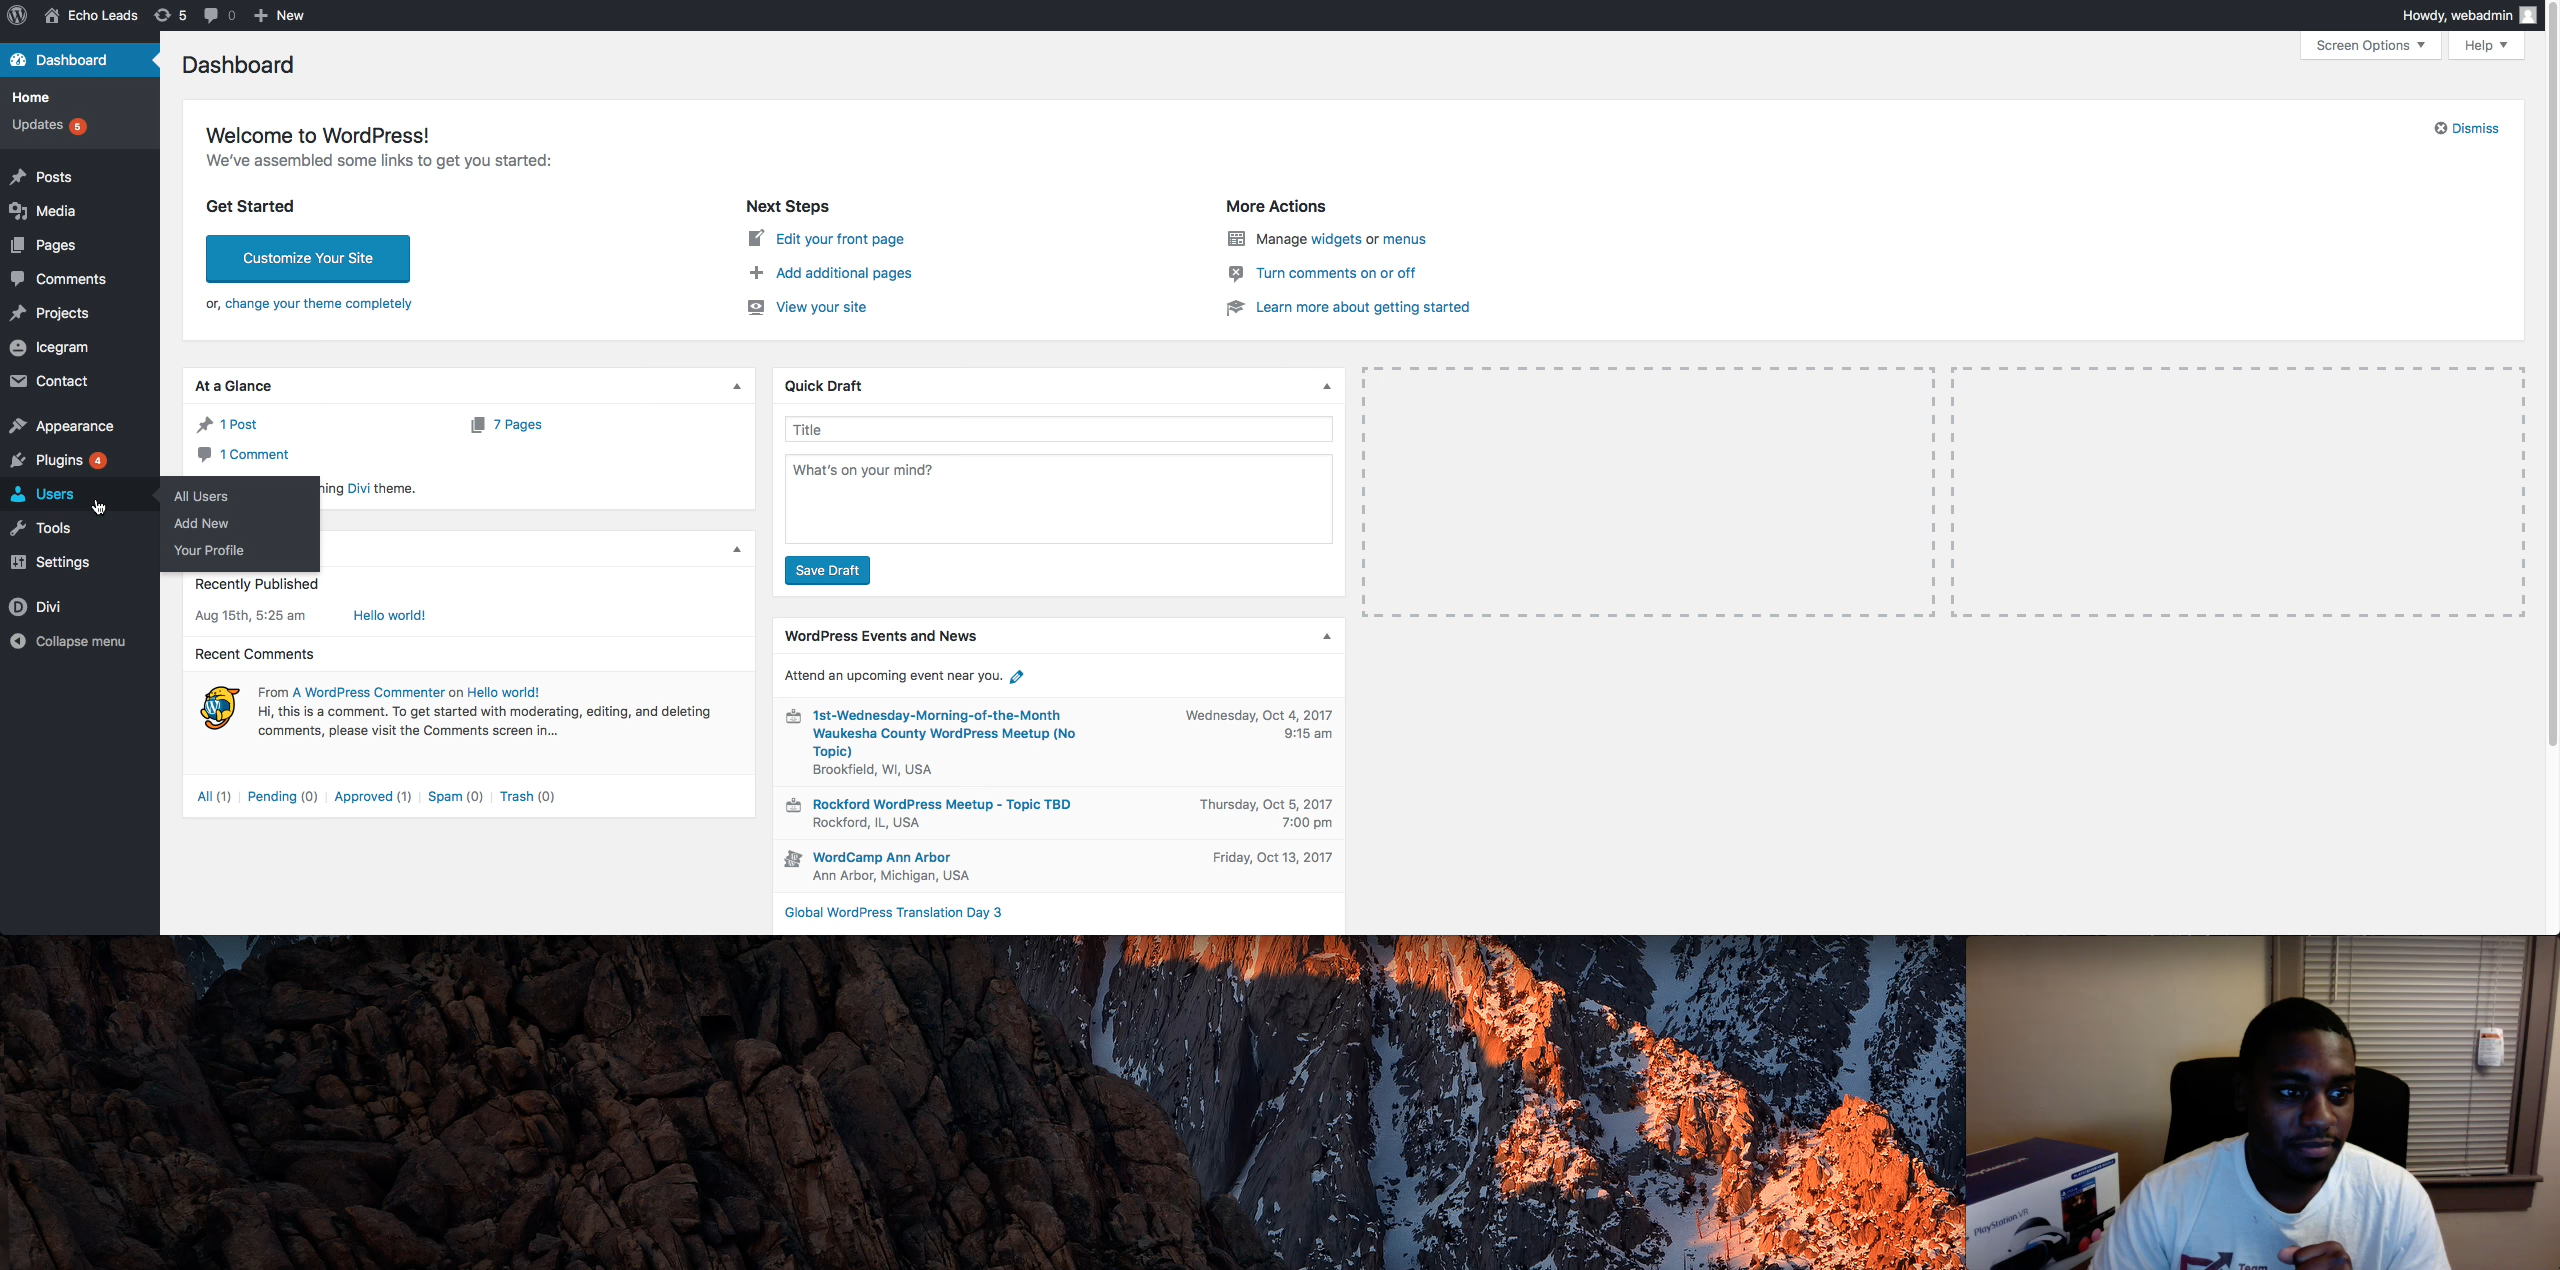 Echo Leads
5
0
New
Howdy, webadmin
Screen Options
Help
Dashboard
Home
Updates 5
Posts
Media
Pages
Comments
Projects
Icegram
Contact
Appearance
Plugins 4
Users
Tools
Settings
Divi
Collapse menu
All Users
Add New
Your Profile
Dashboard
Welcome to WordPress!
We've assembled some links to get you started:
Dismiss
Get Started
Customize Your Site
or, change your theme completely
Next Steps
Edit your front page
Add additional pages
View your site
More Actions
Manage widgets or menus
Turn comments on or off
Learn more about getting started
At a Glance
1 Post
7 Pages
1 Comment
Divi theme.
Recently Published
Aug 15th, 5:25 am Hello world!
Recent Comments
From A WordPress Commenter on Hello world!
Hi, this is a comment. To get started with moderating, editing, and deleting
comments, please visit the Comments screen in...
All (1) | Pending (0) | Approved (1) | Spam (0) | Trash (0)
Quick Draft
Title
What's on your mind?
Save Draft
WordPress Events and News
Attend an upcoming event near you.
1st-Wednesday-Morning-of-the-Month
Waukesha County WordPress Meetup (No
Topic)
Brookfield, WI, USA
Wednesday, Oct 4, 2017
9:15 am
Rockford WordPress Meetup - Topic TBD
Rockford, IL, USA
Thursday, Oct 5, 2017
7:00 pm
WordCamp Ann Arbor
Ann Arbor, Michigan, USA
Friday, Oct 13, 2017
Global WordPress Translation Day 3
PlayStation VR
Team